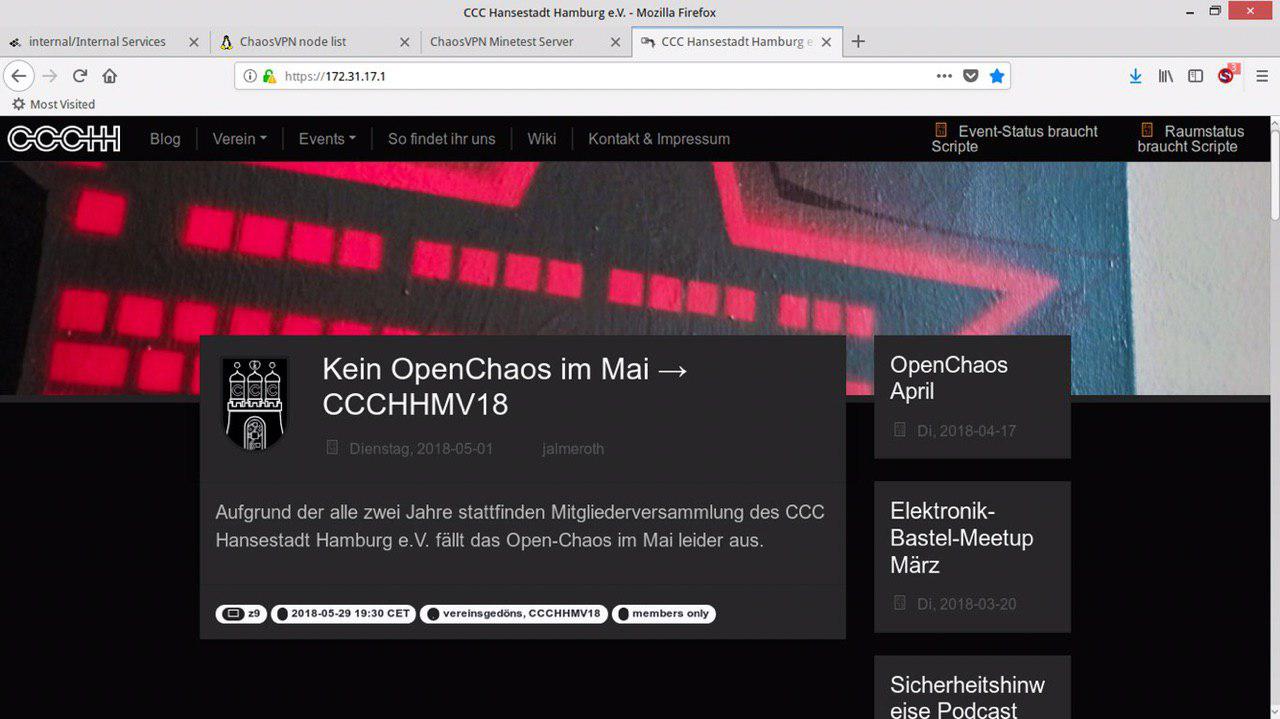 CCC Hansestadt Hamburg e.V. - Mozilla Firefox
internal/Internal Services
ChaosVPN node list
ChaosVPN Minetest Server
CCC Hansestadt Hamburg e
https://172.31.17.1
3
Most Visited
CCCHH
Blog
Verein
Events
So findet ihr uns
Wiki
Kontakt & Impressum
Event-Status braucht
Scripte
Raumstatus
braucht Scripte
Kein OpenChaos im Mai →
CCCHHMV18
Dienstag, 2018-05-01
jalmeroth
Aufgrund der alle zwei Jahre stattfinden Mitgliederversammlung des CCC
Hansestadt Hamburg e.V. fällt das Open-Chaos im Mai leider aus.
z9
2018-05-29 19:30 CET
vereinsgedöns, CCCHHMV18
members only
OpenChaos
April
Di, 2018-04-17
Elektronik-
Bastel-Meetup
März
Di, 2018-03-20
Sicherheitshinw
eise Podcast